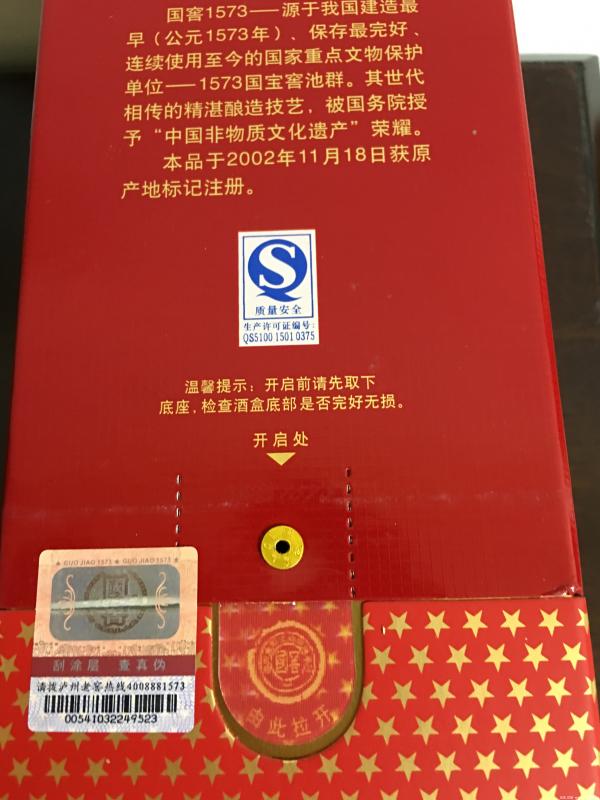 国窖1573——源于我国建造最
早（公元1573年）、保存最完好、
连续使用至今的国家重点文物保护
单位——1573国宝窖池群。其世代
相传的精湛酿造技艺，被国务院授
予“中国非物质文化遗产”荣耀。
本品于2002年11月18日获原
产地标记注册。
质量安全
生产许可证编号:
QS5100 1501 0375
温馨提示：开启前请先取下
底座，检查酒盒底部是否完好无损。
开启处
★ GUO JIAO 1573 ★ GUO JIAO 1573 ★
刮涂层 查真伪
请拨泸州老窖热线4008881573
00541032249523
国窖
由此拉开